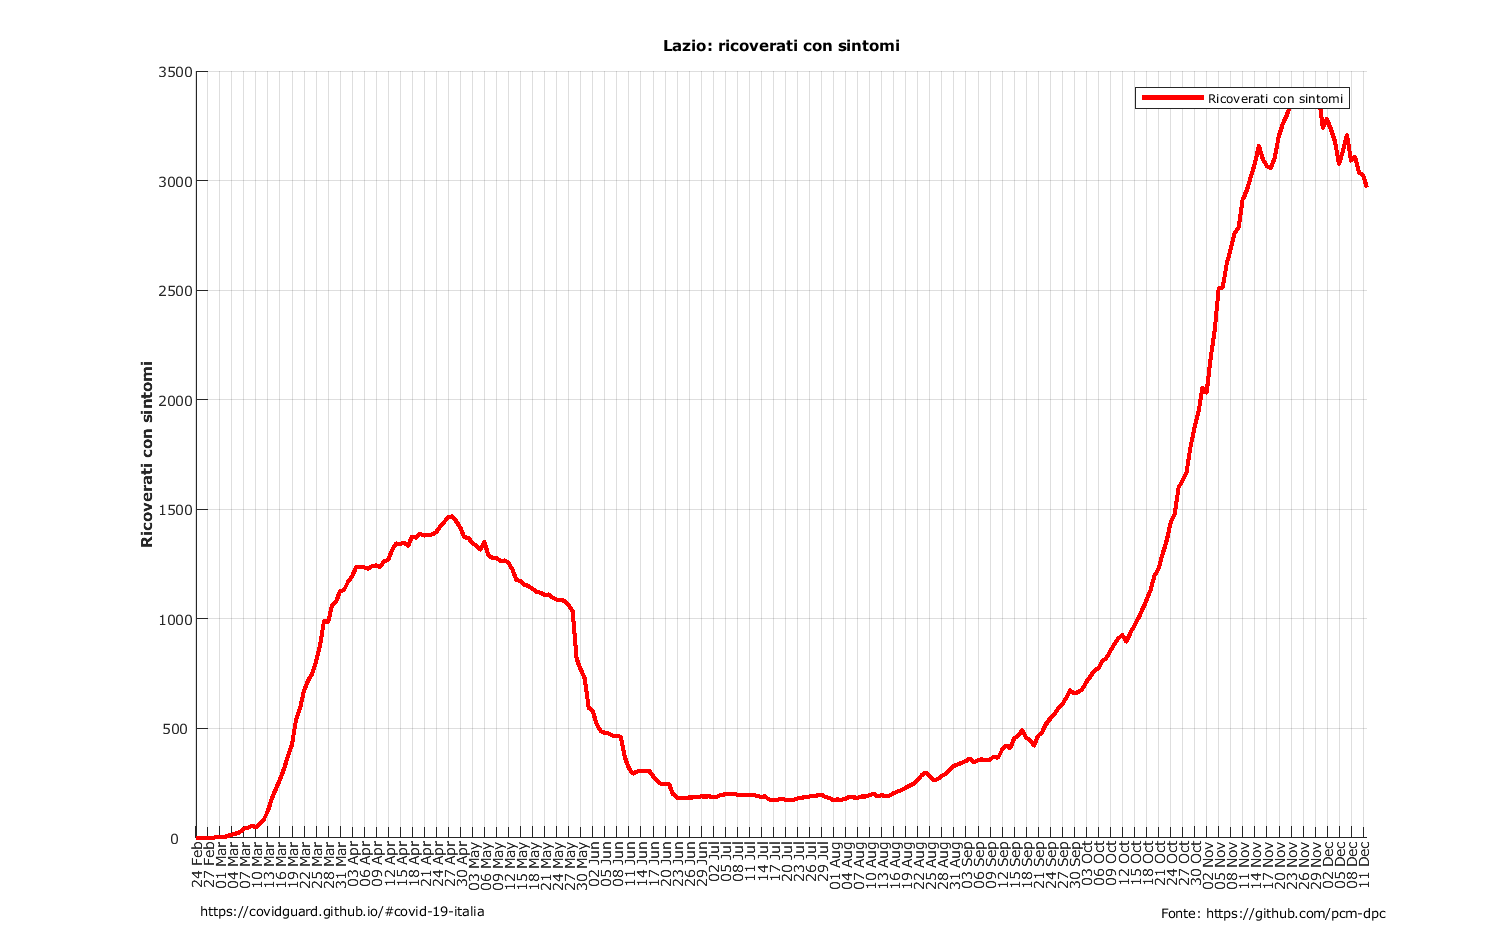 Lazio: ricoverati con sintomi
Ricoverati con sintomi
Ricoverati con sintomi
3500
3000
2500
2000
1500
1000
500
0
24 Feb
27 Feb
01 Mar
04 Mar
07 Mar
10 Mar
13 Mar
16 Mar
19 Mar
22 Mar
25 Mar
28 Mar
31 Mar
03 Apr
06 Apr
09 Apr
12 Apr
15 Apr
18 Apr
21 Apr
24 Apr
27 Apr
30 Apr
03 May
06 May
09 May
12 May
15 May
18 May
21 May
24 May
27 May
30 May
02 Jun
05 Jun
08 Jun
11 Jun
14 Jun
17 Jun
20 Jun
23 Jun
26 Jun
29 Jun
02 Jul
05 Jul
08 Jul
11 Jul
14 Jul
17 Jul
20 Jul
23 Jul
26 Jul
29 Jul
01 Aug
04 Aug
07 Aug
10 Aug
13 Aug
16 Aug
19 Aug
22 Aug
25 Aug
28 Aug
31 Aug
03 Sep
06 Sep
09 Sep
12 Sep
15 Sep
18 Sep
21 Sep
24 Sep
27 Sep
30 Sep
03 Oct
06 Oct
09 Oct
12 Oct
15 Oct
18 Oct
21 Oct
24 Oct
27 Oct
30 Oct
02 Nov
05 Nov
08 Nov
11 Nov
14 Nov
17 Nov
20 Nov
23 Nov
26 Nov
29 Nov
02 Dec
05 Dec
08 Dec
11 Dec
https://covidguard.github.io/#covid-19-italia
Fonte: https://github.com/pcm-dpc